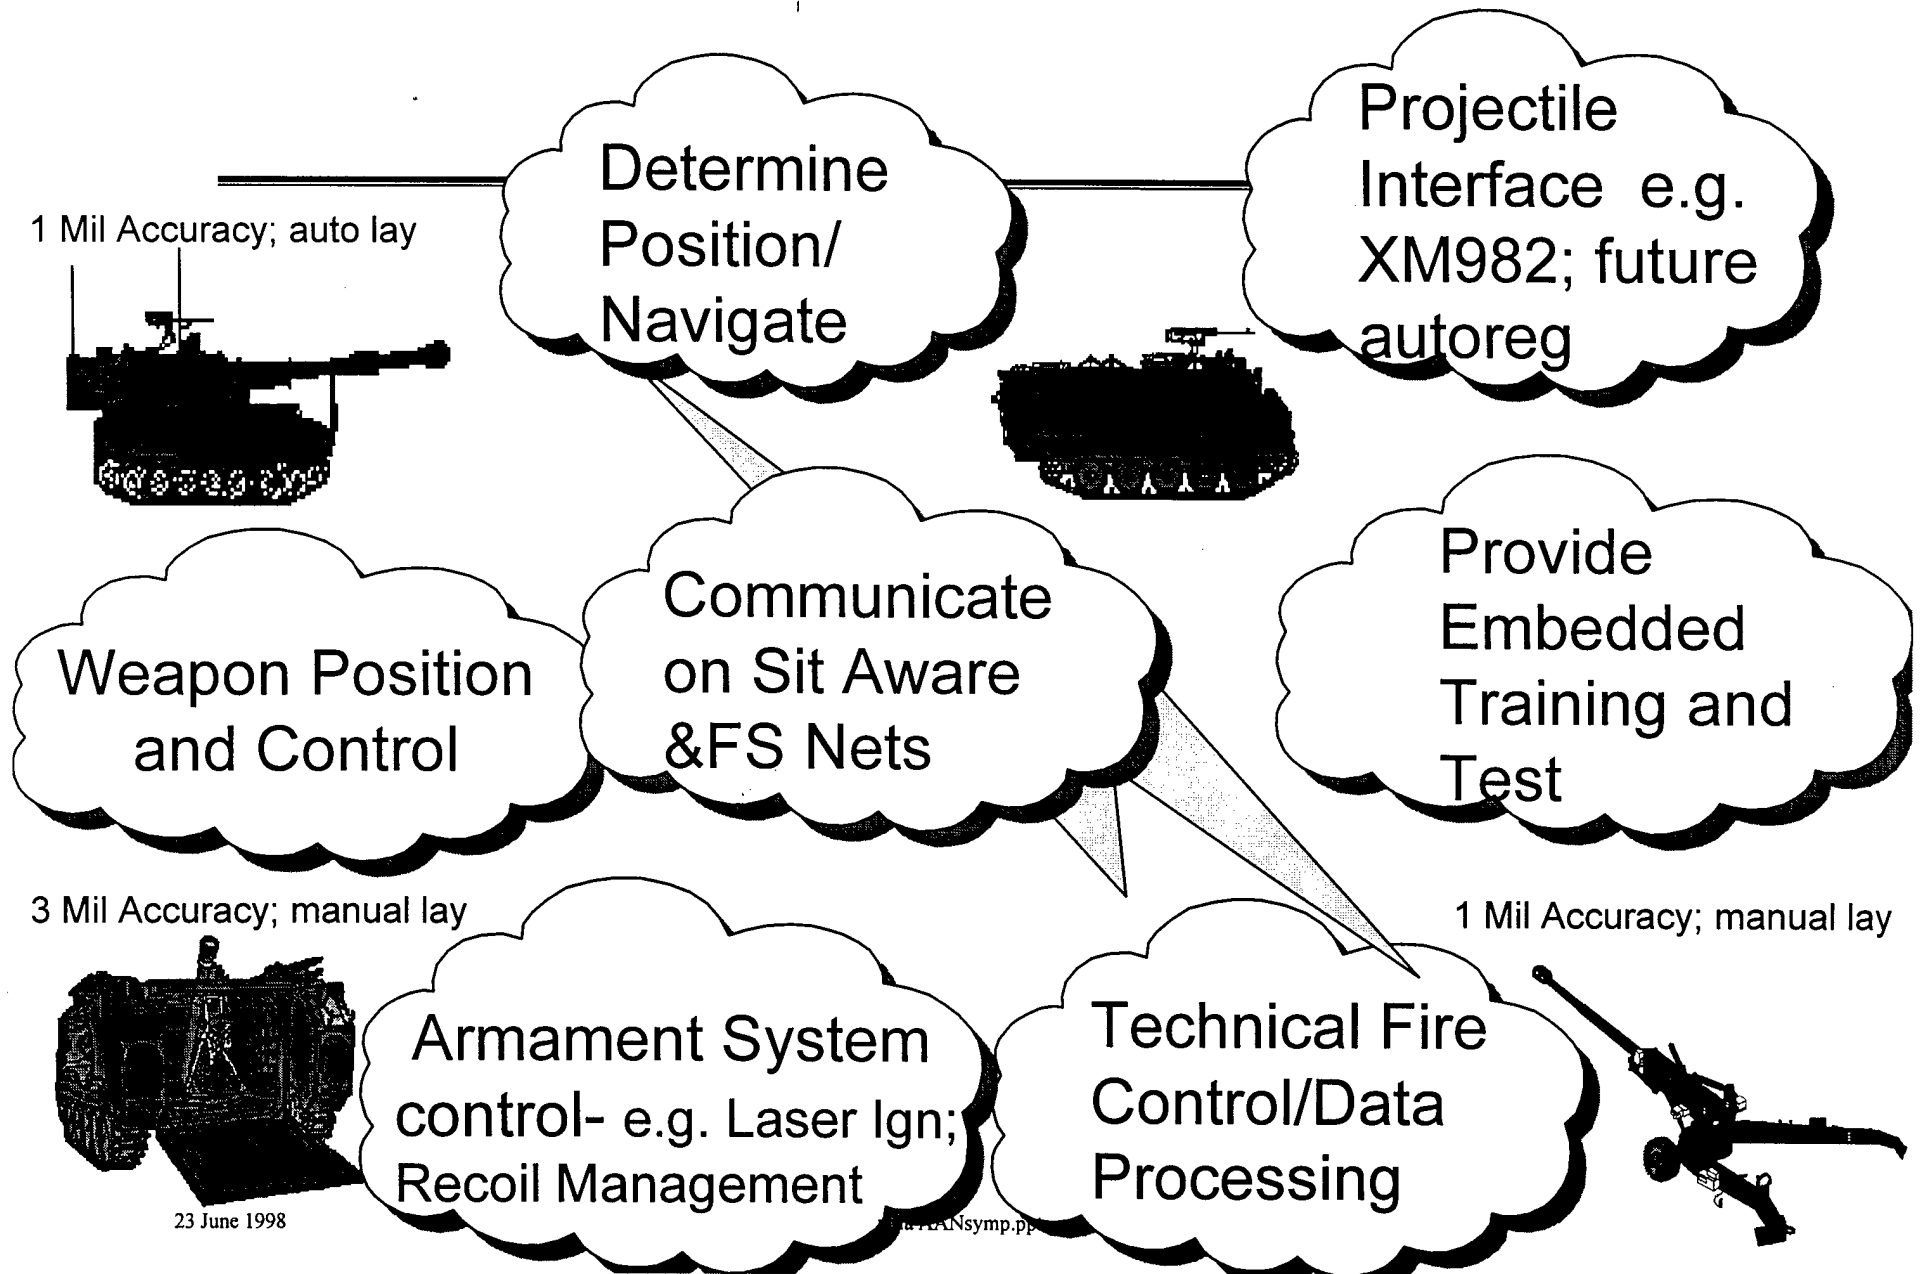 Determine
Position/
Navigate
Projectile
Interface e.g.
XM982; future
autoreg
1 Mil Accuracy; auto lay
Weapon Position
and Control
Communicate
on Sit Aware
&FS Nets
Provide
Embedded
Training and
Test
3 Mil Accuracy; manual lay
1 Mil Accuracy; manual lay
Armament System
control- e.g. Laser Ign;
Recoil Management
Technical Fire
Control/Data
Processing
23 June 1998